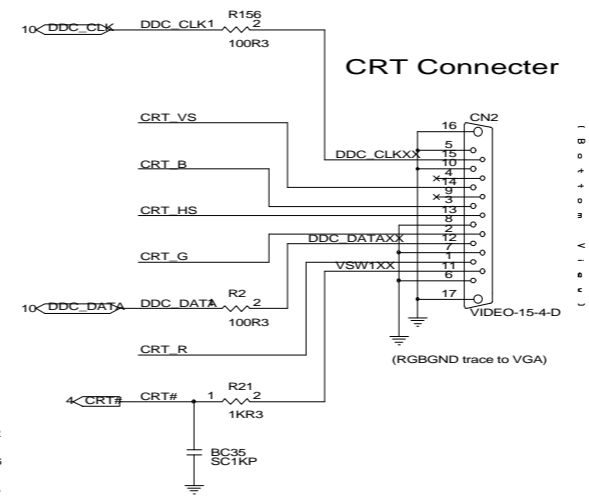 R156
10 DDC_CLK DDC_CLK1 2
100R3
CRT Connecter
CN2
16
CRT_VS
5
DDC_CLKXX 15
10
CRT_B
4
14
9
3
CRT_HS 13
8
2
DDC_DATAXX 12
7
CRT_G
1
VSW1XX 11
6
10 DDC_DATA DDC_DATA 1 R2 2
100R3
17
VIDEO-15-4-D
CRT_R
(RGBGND trace to VGA)
R21
4 CRT# CRT# 1 2
1KR3
BC35
SC1KP
(Bottom View)